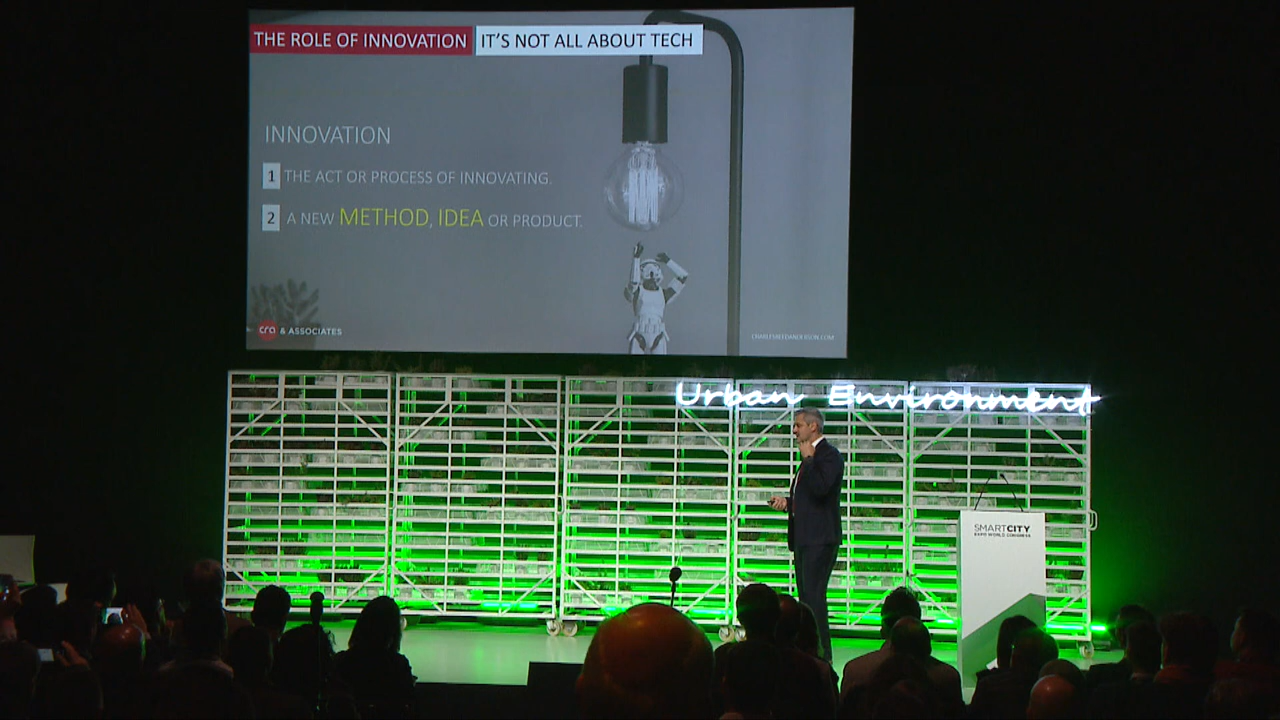 THE ROLE OF INNOVATION IT'S NOT ALL ABOUT TECH
INNOVATION
1 THE ACT OR PROCESS OF INNOVATING.
2 A NEW METHOD, IDEA OR PRODUCT.
cra & ASSOCIATES
CHARLESREEDANDERSON.COM
Urban Environment
SMARTCITY
EXPO WORLD CONGRESS